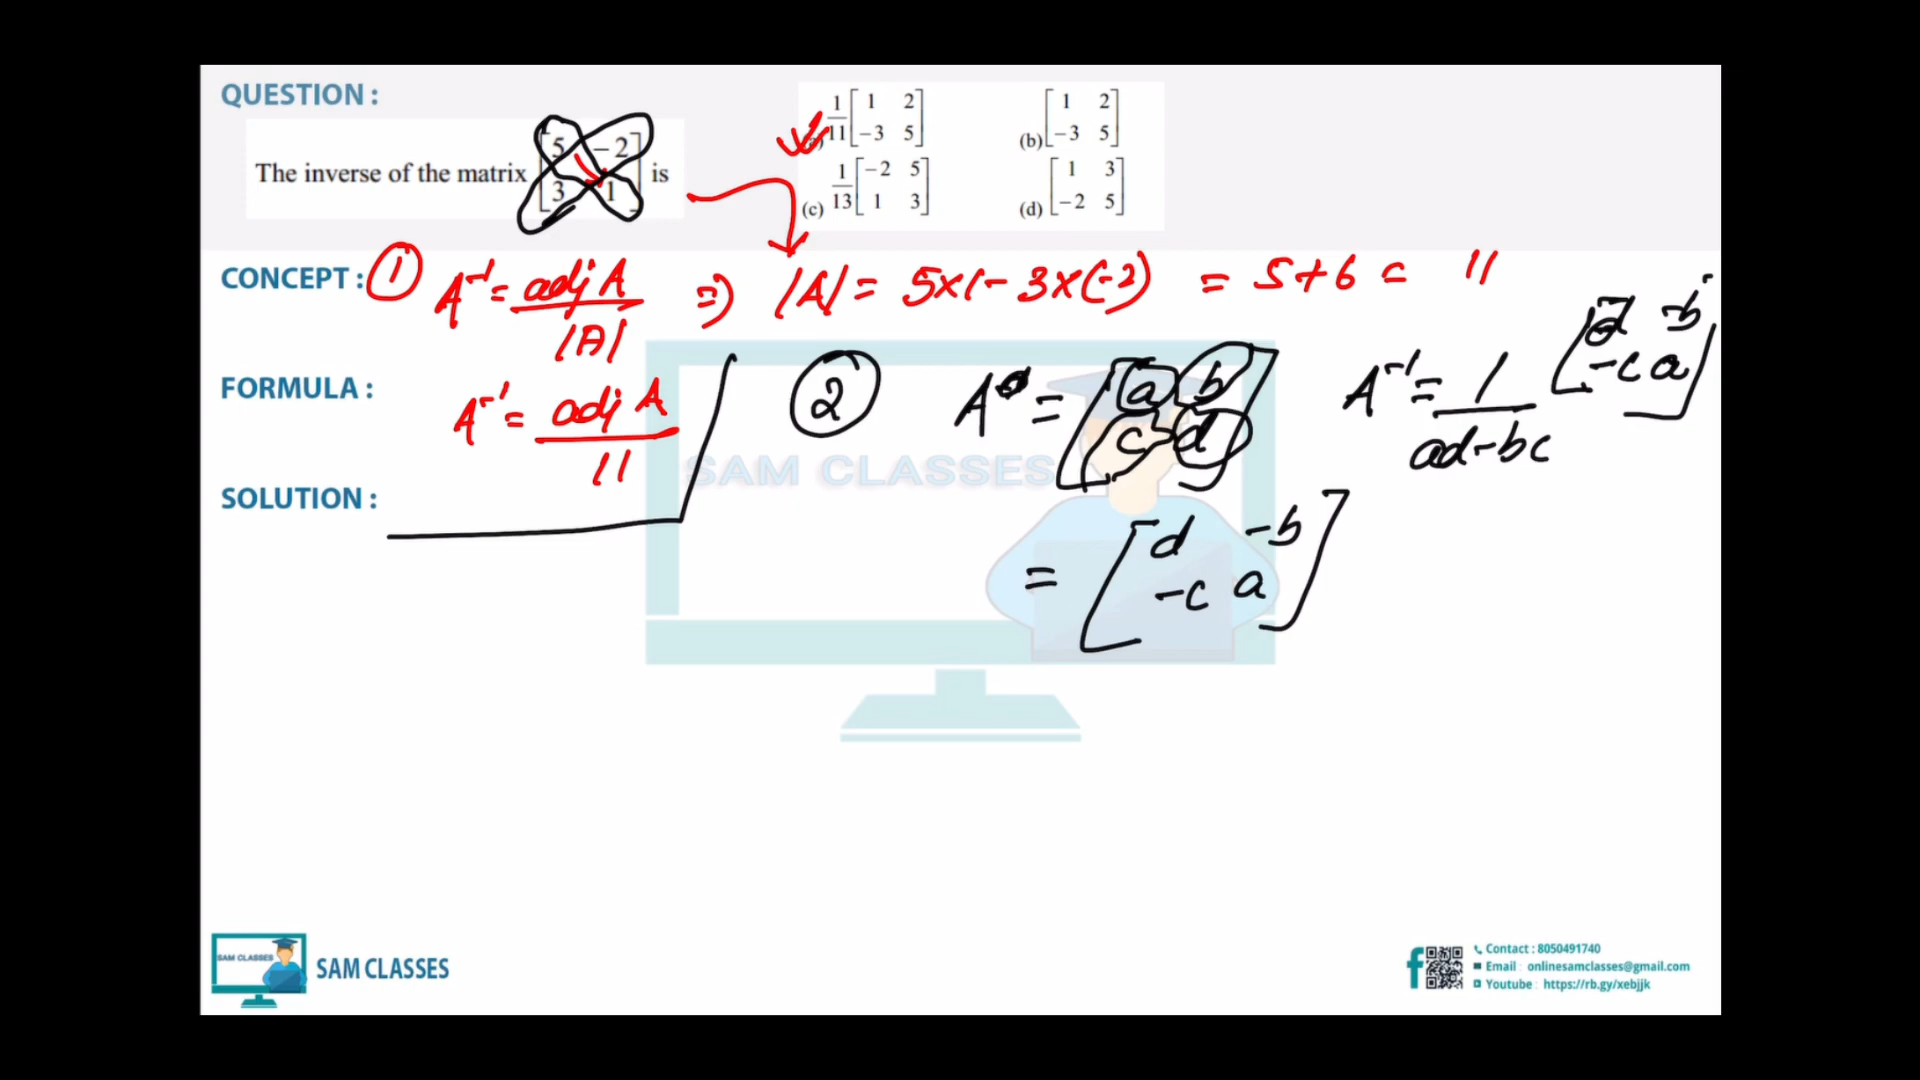 QUESTION :
The inverse of the matrix [5 -2
3 1] is
(a) 1/11 [1 2
-3 5]
(b) [1 2
-3 5]
(c) 1/13 [-2 5
1 3]
(d) [1 3
-2 5]
CONCEPT : ① A⁻¹ = adj A / |A| ⇒ |A| = 5×1 - 3×(-2) = 5+6 = 11
FORMULA :
A⁻¹ = adj A / 11
② A = [a b
c d]
A⁻¹ = 1 / ad-bc [d -b
-c a]
= [d -b
-c a]
SOLUTION :
SAM CLASSES
SAM CLASSES
SAM CLASSES
Contact : 8050491740
Email : onlinesamclasses@gmail.com
Youtube : https://rb.gy/xebjjk